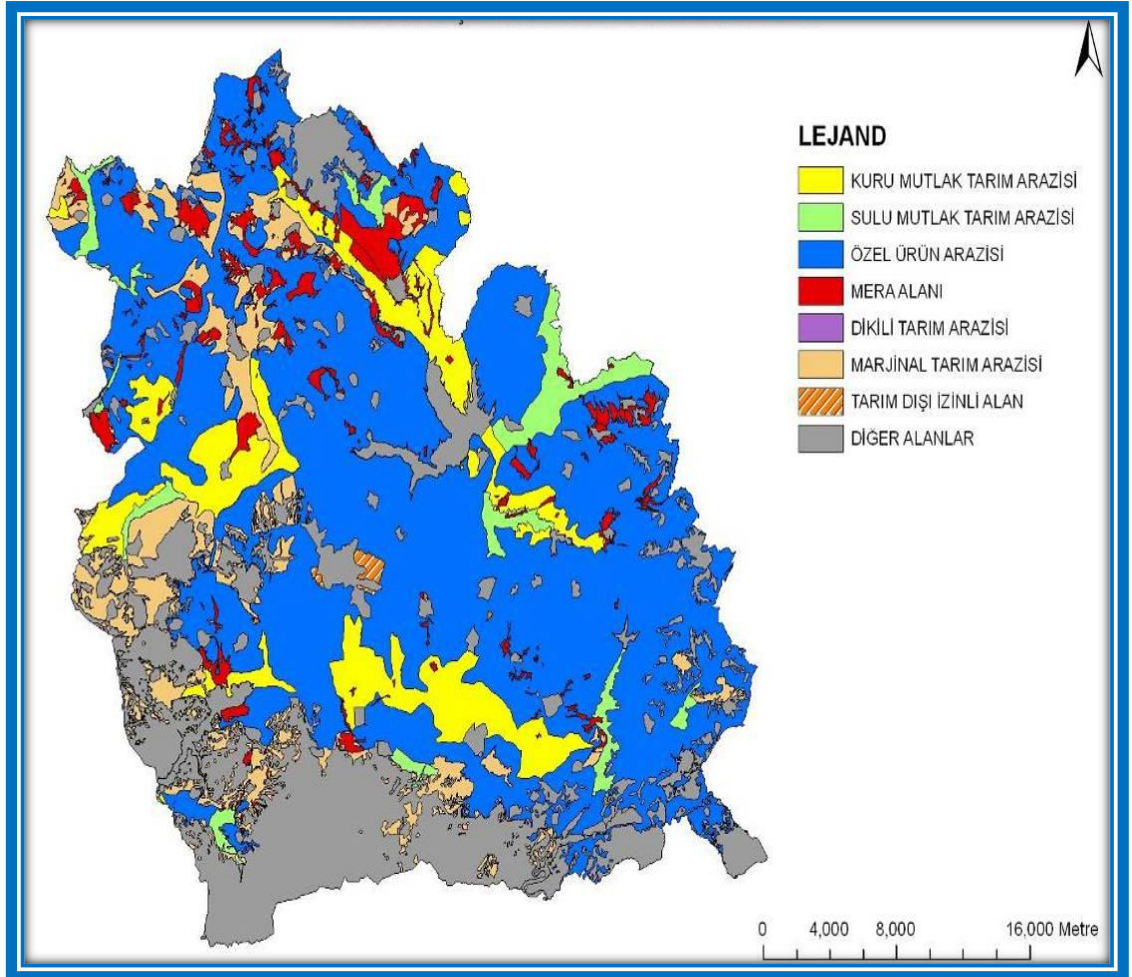 LEJAND
KURU MUTLAK TARIM ARAZİSİ
SULU MUTLAK TARIM ARAZİSİ
ÖZEL ÜRÜN ARAZİSİ
MERA ALANI
DİKİLİ TARIM ARAZİSİ
MARJİNAL TARIM ARAZİSİ
TARIM DIŞI İZİNLİ ALAN
DİĞER ALANLAR
0 4,000 8,000 16,000 Metre